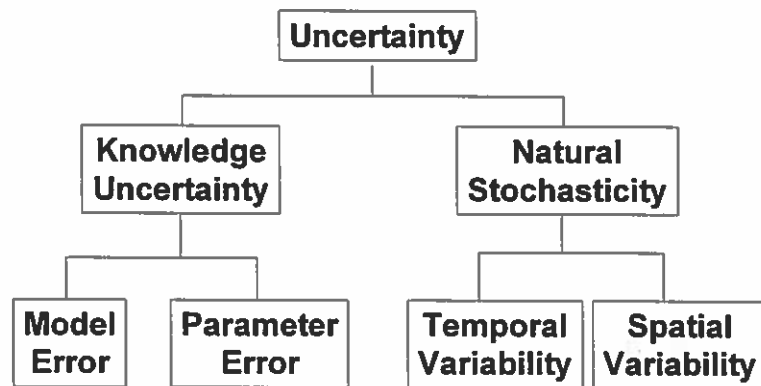 Uncertainty
Knowledge
Uncertainty
Natural
Stochasticity
Model
Error
Parameter
Error
Temporal
Variability
Spatial
Variability